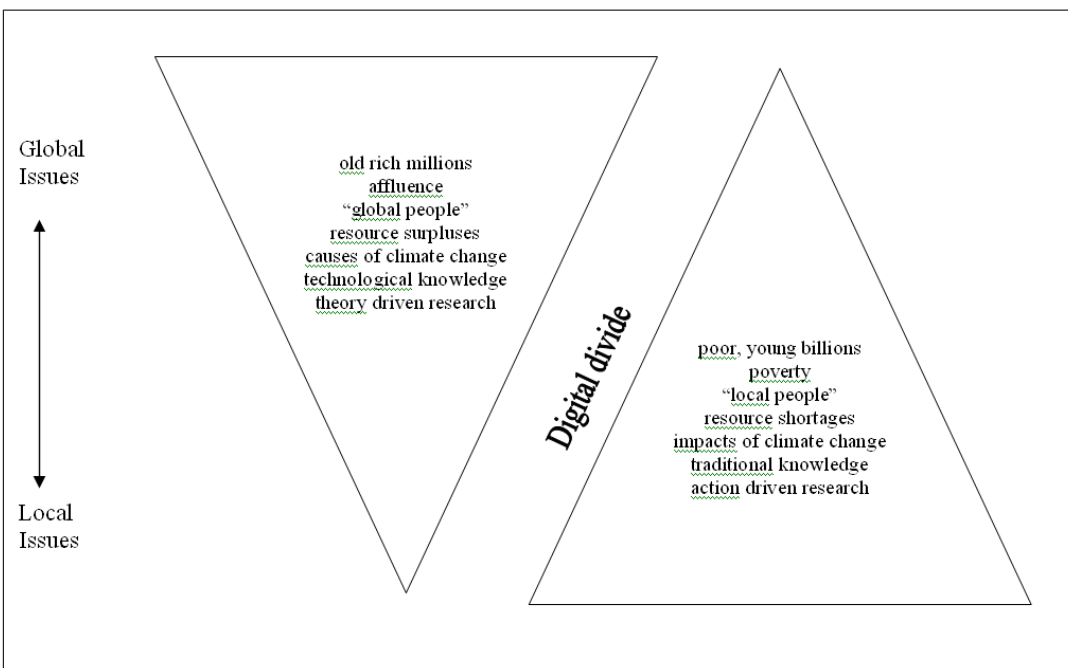 Global
Issues
old rich millions
affluence
“global people”
resource surpluses
causes of climate change
technological knowledge
theory driven research
Digital divide
poor, young billions
poverty
“local people”
resource shortages
impacts of climate change
traditional knowledge
action driven research
Local
Issues